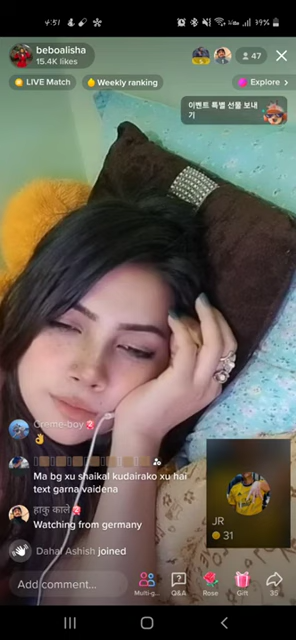 4:51
39%
beboalisha
15.4K likes
47
LIVE Match
Weekly ranking
Explore >
이벤트 특별 선물 보내
기
Creme-boy
Ma bg xu shaikal kudairako xu hai
text garna vaidena
हाकु काले
Watching from germany
JR
31
Dahal Ashish joined
Add comment...
Multi-g...
Q&A
Rose
Gift
35